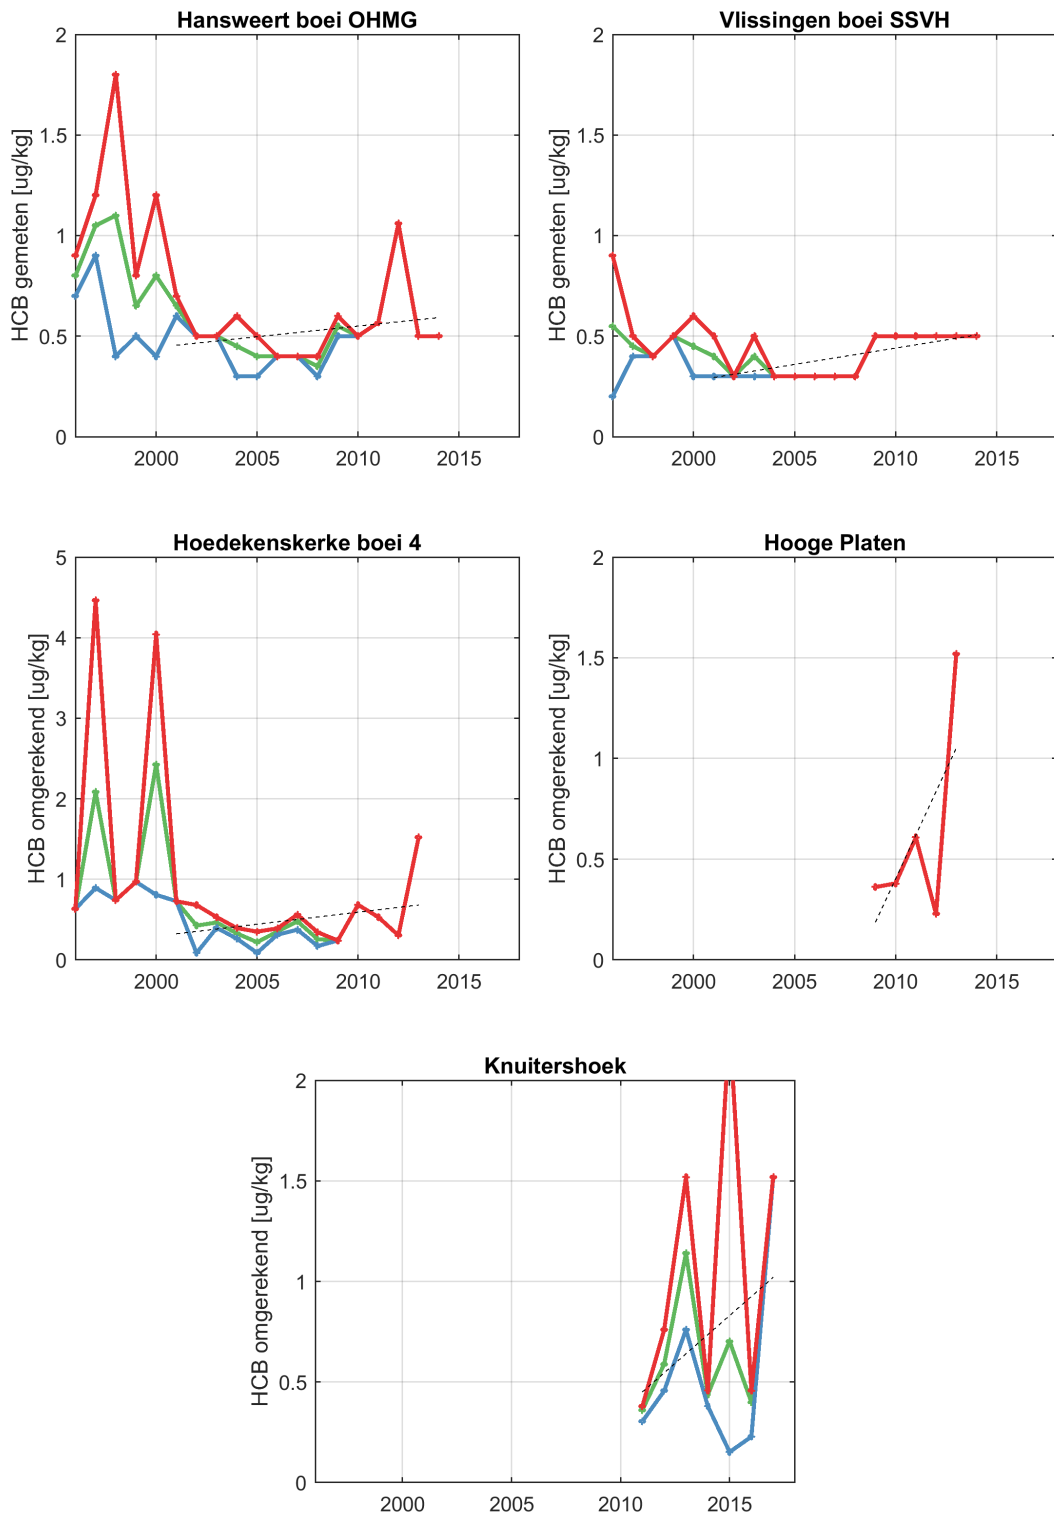 Hansweert boei OHMG
HCB gemeten [ug/kg]
2
1.5
1
0.5
0
2000 2005 2010 2015
Vlissingen boei SSVH
HCB gemeten [ug/kg]
2
1.5
1
0.5
0
2000 2005 2010 2015
Hoedekenskerke boei 4
HCB omgerekend [ug/kg]
5
4
3
2
1
0
2000 2005 2010 2015
Hooge Platen
HCB omgerekend [ug/kg]
2
1.5
1
0.5
0
2000 2005 2010 2015
Knuitershoek
HCB omgerekend [ug/kg]
2
1.5
1
0.5
0
2000 2005 2010 2015